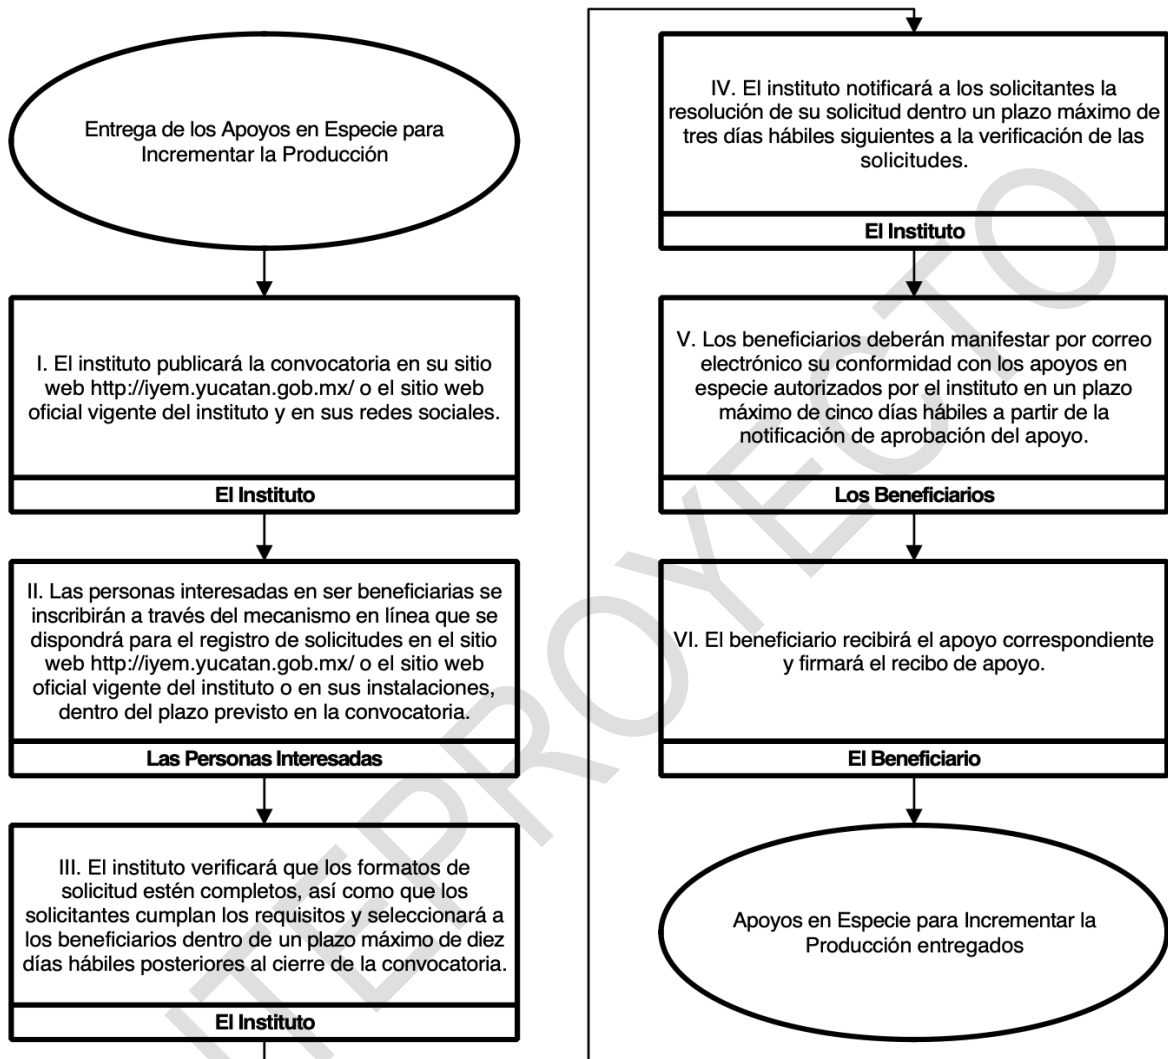 Entrega de los Apoyos en Especie para
Incrementar la Producción
I. El instituto publicará la convocatoria en su sitio
web http://iyem.yucatan.gob.mx/ o el sitio web
oficial vigente del instituto y en sus redes sociales.
El Instituto
II. Las personas interesadas en ser beneficiarias se
inscribirán a través del mecanismo en línea que se
dispondrá para el registro de solicitudes en el sitio
web http://iyem.yucatan.gob.mx/ o el sitio web
oficial vigente del instituto o en sus instalaciones,
dentro del plazo previsto en la convocatoria.
Las Personas Interesadas
III. El instituto verificará que los formatos de
solicitud estén completos, así como que los
solicitantes cumplan los requisitos y seleccionará a
los beneficiarios dentro de un plazo máximo de diez
días hábiles posteriores al cierre de la convocatoria.
El Instituto
IV. El instituto notificará a los solicitantes la
resolución de su solicitud dentro un plazo máximo de
tres días hábiles siguientes a la verificación de las
solicitudes.
El Instituto
V. Los beneficiarios deberán manifestar por correo
electrónico su conformidad con los apoyos en
especie autorizados por el instituto en un plazo
máximo de cinco días hábiles a partir de la
notificación de aprobación del apoyo.
Los Beneficiarios
VI. El beneficiario recibirá el apoyo correspondiente
y firmará el recibo de apoyo.
El Beneficiario
Apoyos en Especie para Incrementar la
Producción entregados
ITEPROYECTO